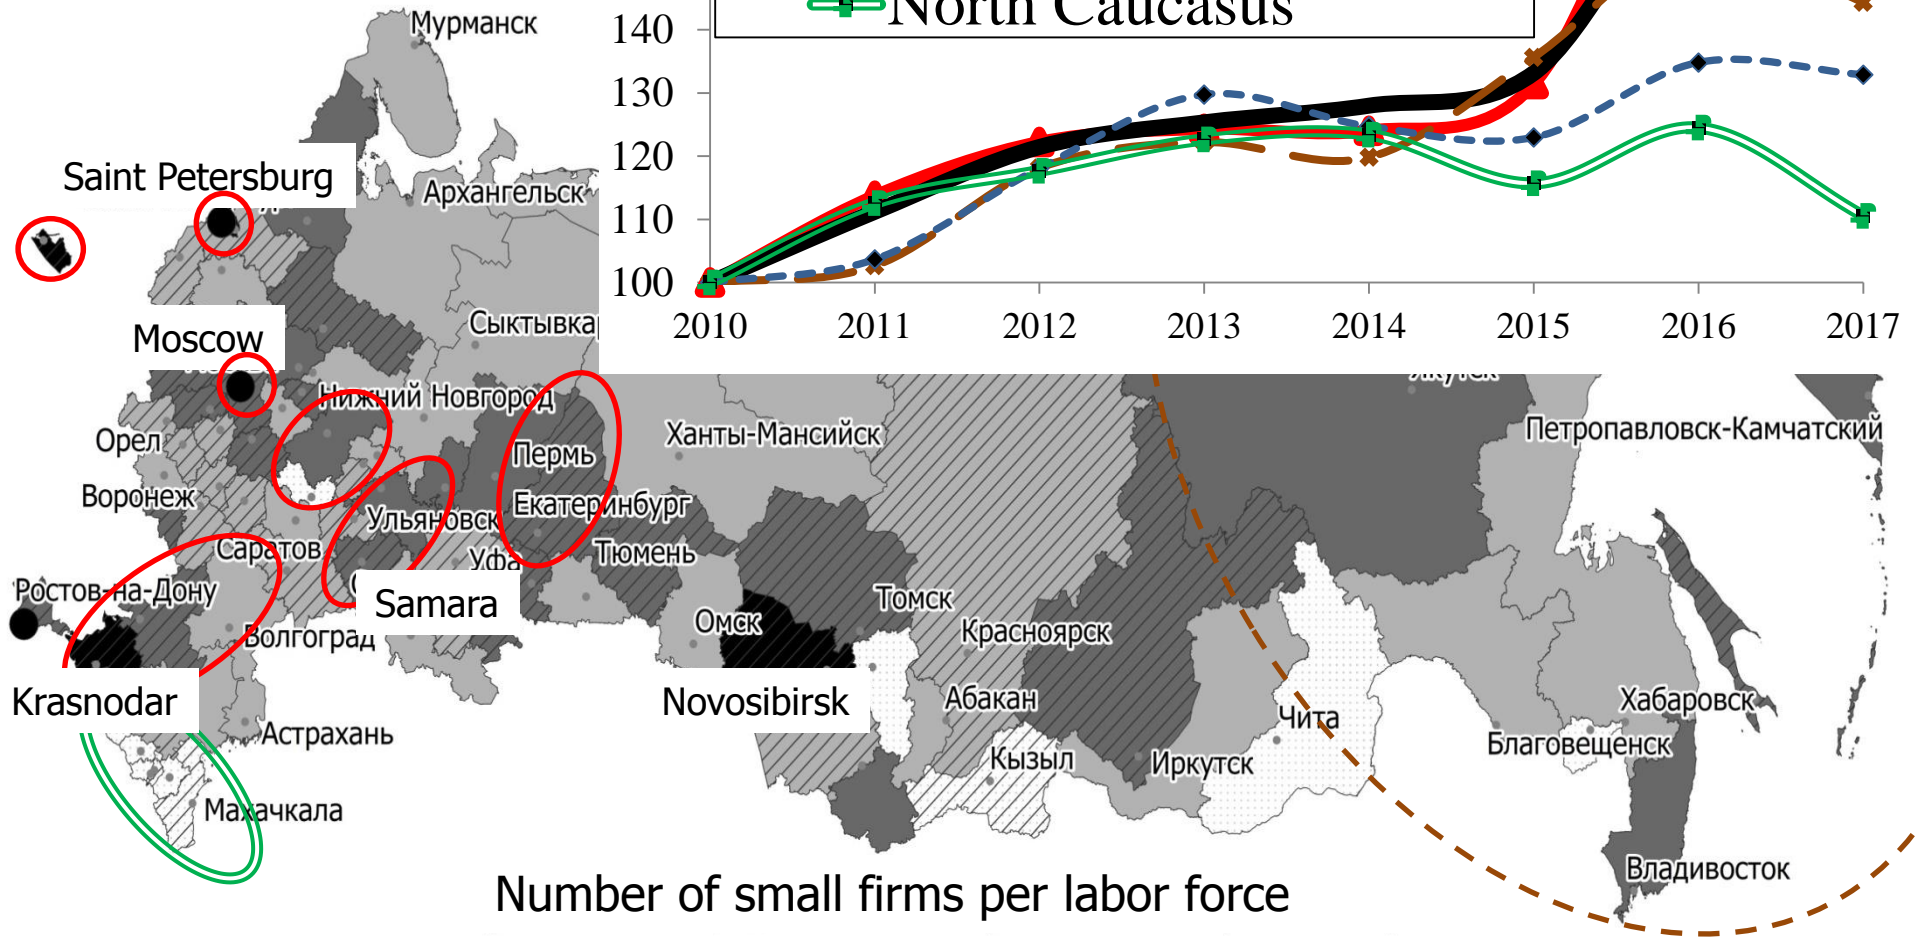 North Caucasus
140
130
120
110
100
2010 2011 2012 2013 2014 2015 2016 2017
Мурманск
Saint Petersburg
Архангельск
Moscow
Сыктывка
Нижний Новгород
Орел
Пермь
Ханты-Мансийск
Якутск
Петропавловск-Камчатский
Воронеж
Екатеринбург
Ульяновск
Саратов
Уфа
Тюмень
Ростов-на-Дону
Samara
Томск
Волгоград
Омск
Красноярск
Krasnodar
Novosibirsk
Абакан
Хабаровск
Астрахань
Чита
Кызыл
Иркутск
Благовещенск
Махачкала
Владивосток
Number of small firms per labor force